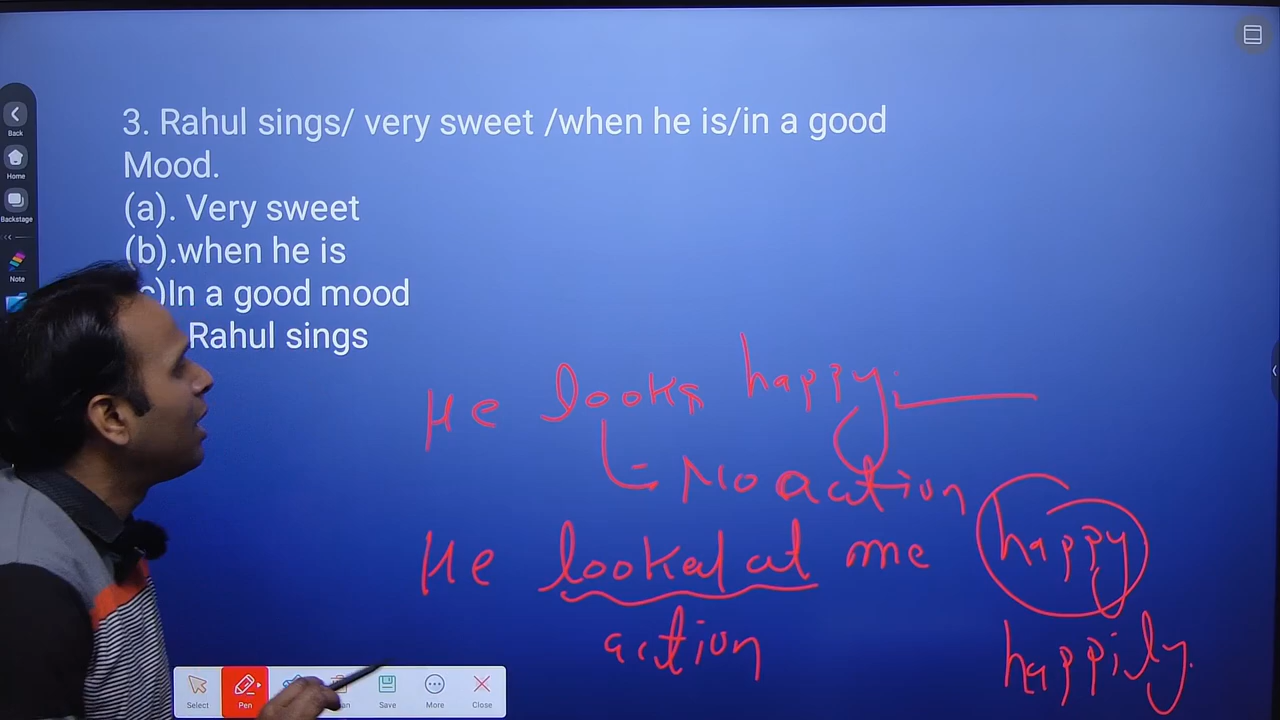 3. Rahul sings/ very sweet /when he is/in a good
Mood.
(a). Very sweet
(b).when he is
c)In a good mood
Rahul sings
He looks happy.
No action
He looked at me happy
action
happily.
Back
Home
Backstage
Note
Select
Pen
Save
More
Close